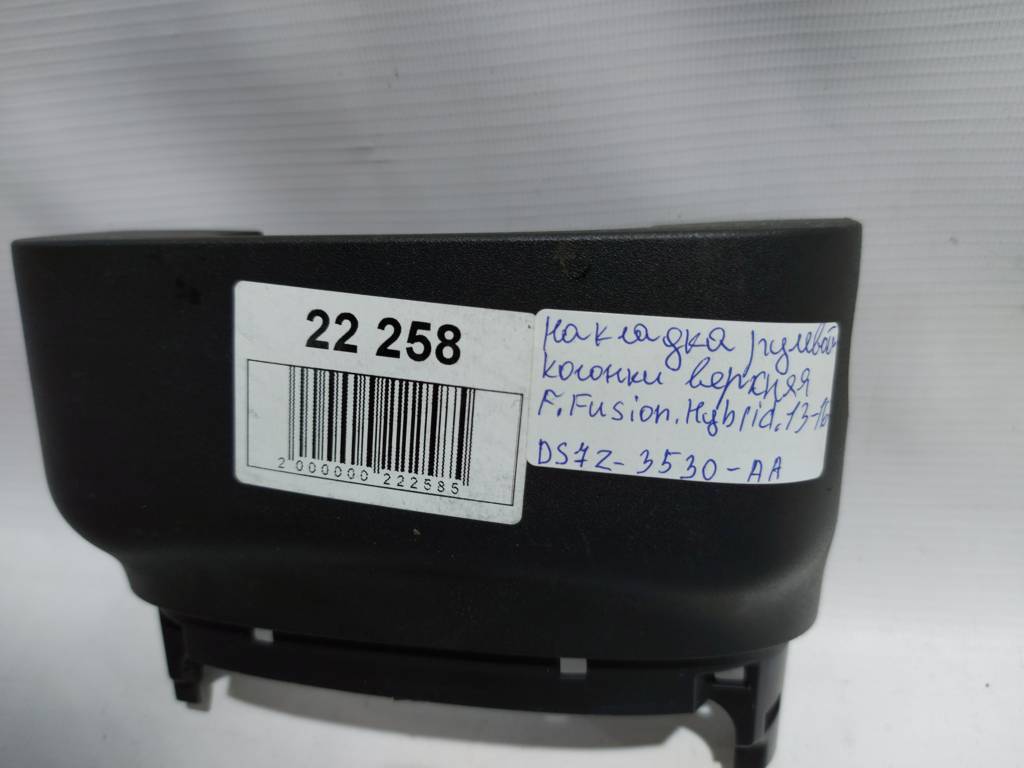 22 258
2 000000 222585
накладка рулевой
колонки верхняя
F.Fusion.Hybrid.13-16
DS7Z-3530-AA